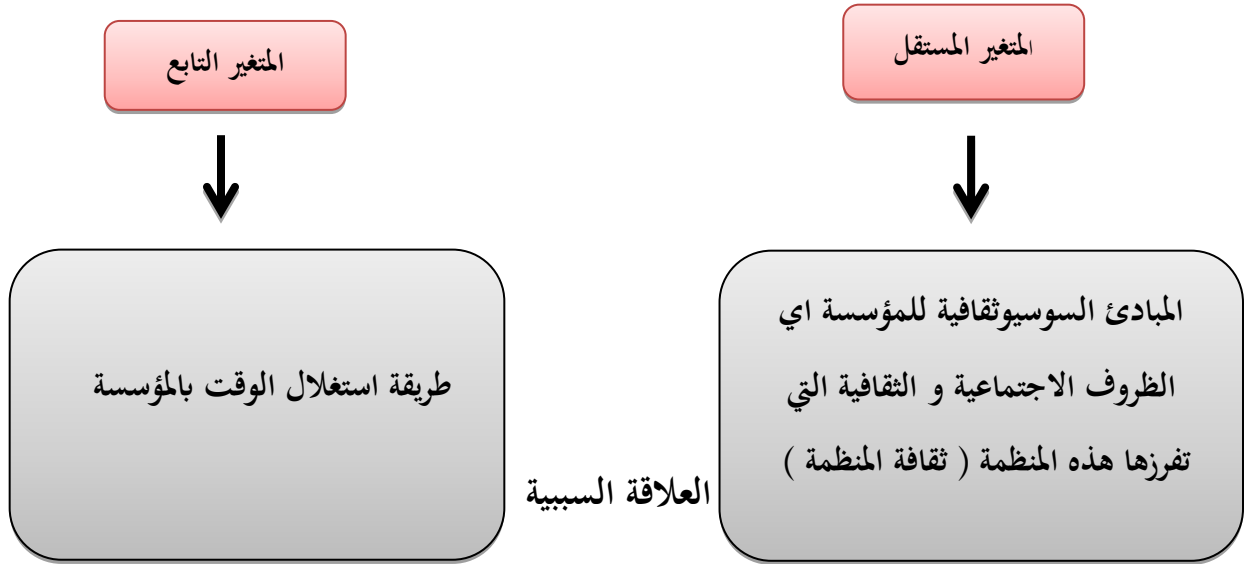 المتغير المستقل
المتغير التابع
المبادئ السوسيوثقافية للمؤسسة اي
الظروف الاجتماعية و الثقافية التي
تفرزها هذه المنظمة ( ثقافة المنظمة )
طريقة استغلال الوقت بالمؤسسة
العلاقة السببية